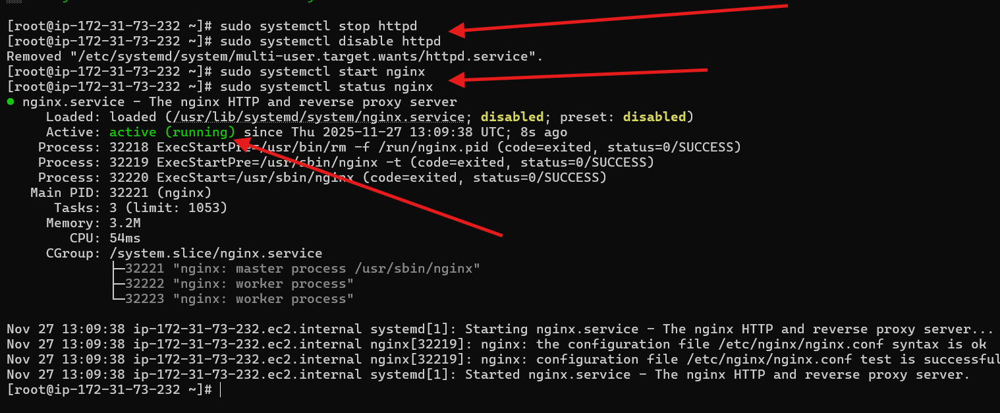 [root@ip-172-31-73-232 ~]# sudo systemctl stop httpd
[root@ip-172-31-73-232 ~]# sudo systemctl disable httpd
Removed "/etc/systemd/system/multi-user.target.wants/httpd.service".
[root@ip-172-31-73-232 ~]# sudo systemctl start nginx
[root@ip-172-31-73-232 ~]# sudo systemctl status nginx
● nginx.service - The nginx HTTP and reverse proxy server
Loaded: loaded (/usr/lib/systemd/system/nginx.service; disabled; preset: disabled)
Active: active (running) since Thu 2025-11-27 13:09:38 UTC; 8s ago
Process: 32218 ExecStartPre=/usr/bin/rm -f /run/nginx.pid (code=exited, status=0/SUCCESS)
Process: 32219 ExecStartPre=/usr/sbin/nginx -t (code=exited, status=0/SUCCESS)
Process: 32220 ExecStart=/usr/sbin/nginx (code=exited, status=0/SUCCESS)
Main PID: 32221 (nginx)
Tasks: 3 (limit: 1053)
Memory: 3.2M
CPU: 54ms
CGroup: /system.slice/nginx.service
├─32221 "nginx: master process /usr/sbin/nginx"
├─32222 "nginx: worker process"
└─32223 "nginx: worker process"
Nov 27 13:09:38 ip-172-31-73-232.ec2.internal systemd[1]: Starting nginx.service - The nginx HTTP and reverse proxy server...
Nov 27 13:09:38 ip-172-31-73-232.ec2.internal nginx[32219]: nginx: the configuration file /etc/nginx/nginx.conf syntax is ok
Nov 27 13:09:38 ip-172-31-73-232.ec2.internal nginx[32219]: nginx: configuration file /etc/nginx/nginx.conf test is successful
Nov 27 13:09:38 ip-172-31-73-232.ec2.internal systemd[1]: Started nginx.service - The nginx HTTP and reverse proxy server.
[root@ip-172-31-73-232 ~]#